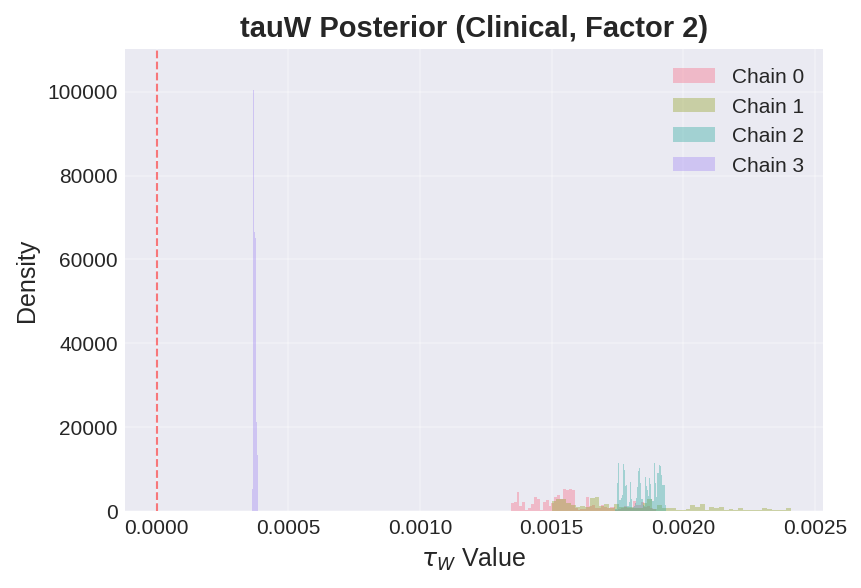 tauW Posterior (Clinical, Factor 2)
Chain 0
Chain 1
Chain 2
Chain 3
100000
80000
60000
40000
20000
0
Density
0.0000
0.0005
0.0010
0.0015
0.0020
0.0025
τ_W Value